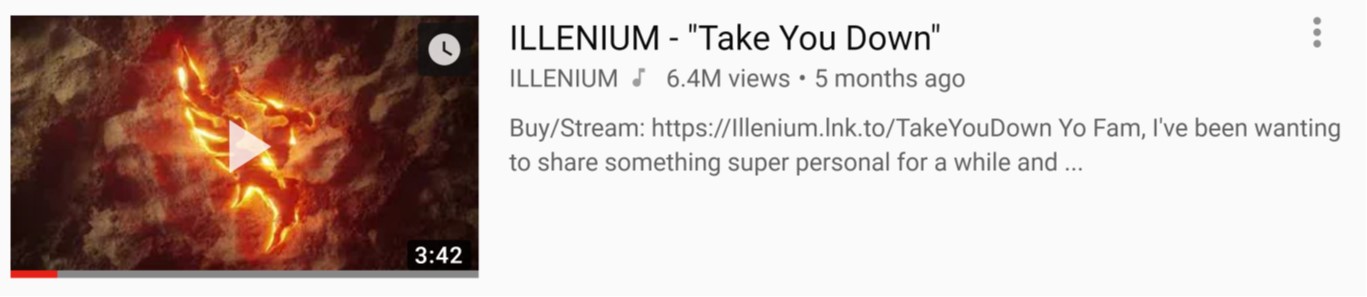 ILLENIUM - "Take You Down"
ILLENIUM 6.4M views • 5 months ago
Buy/Stream: https://Illenium.lnk.to/TakeYouDown Yo Fam, I've been wanting
to share something super personal for a while and ...
3:42